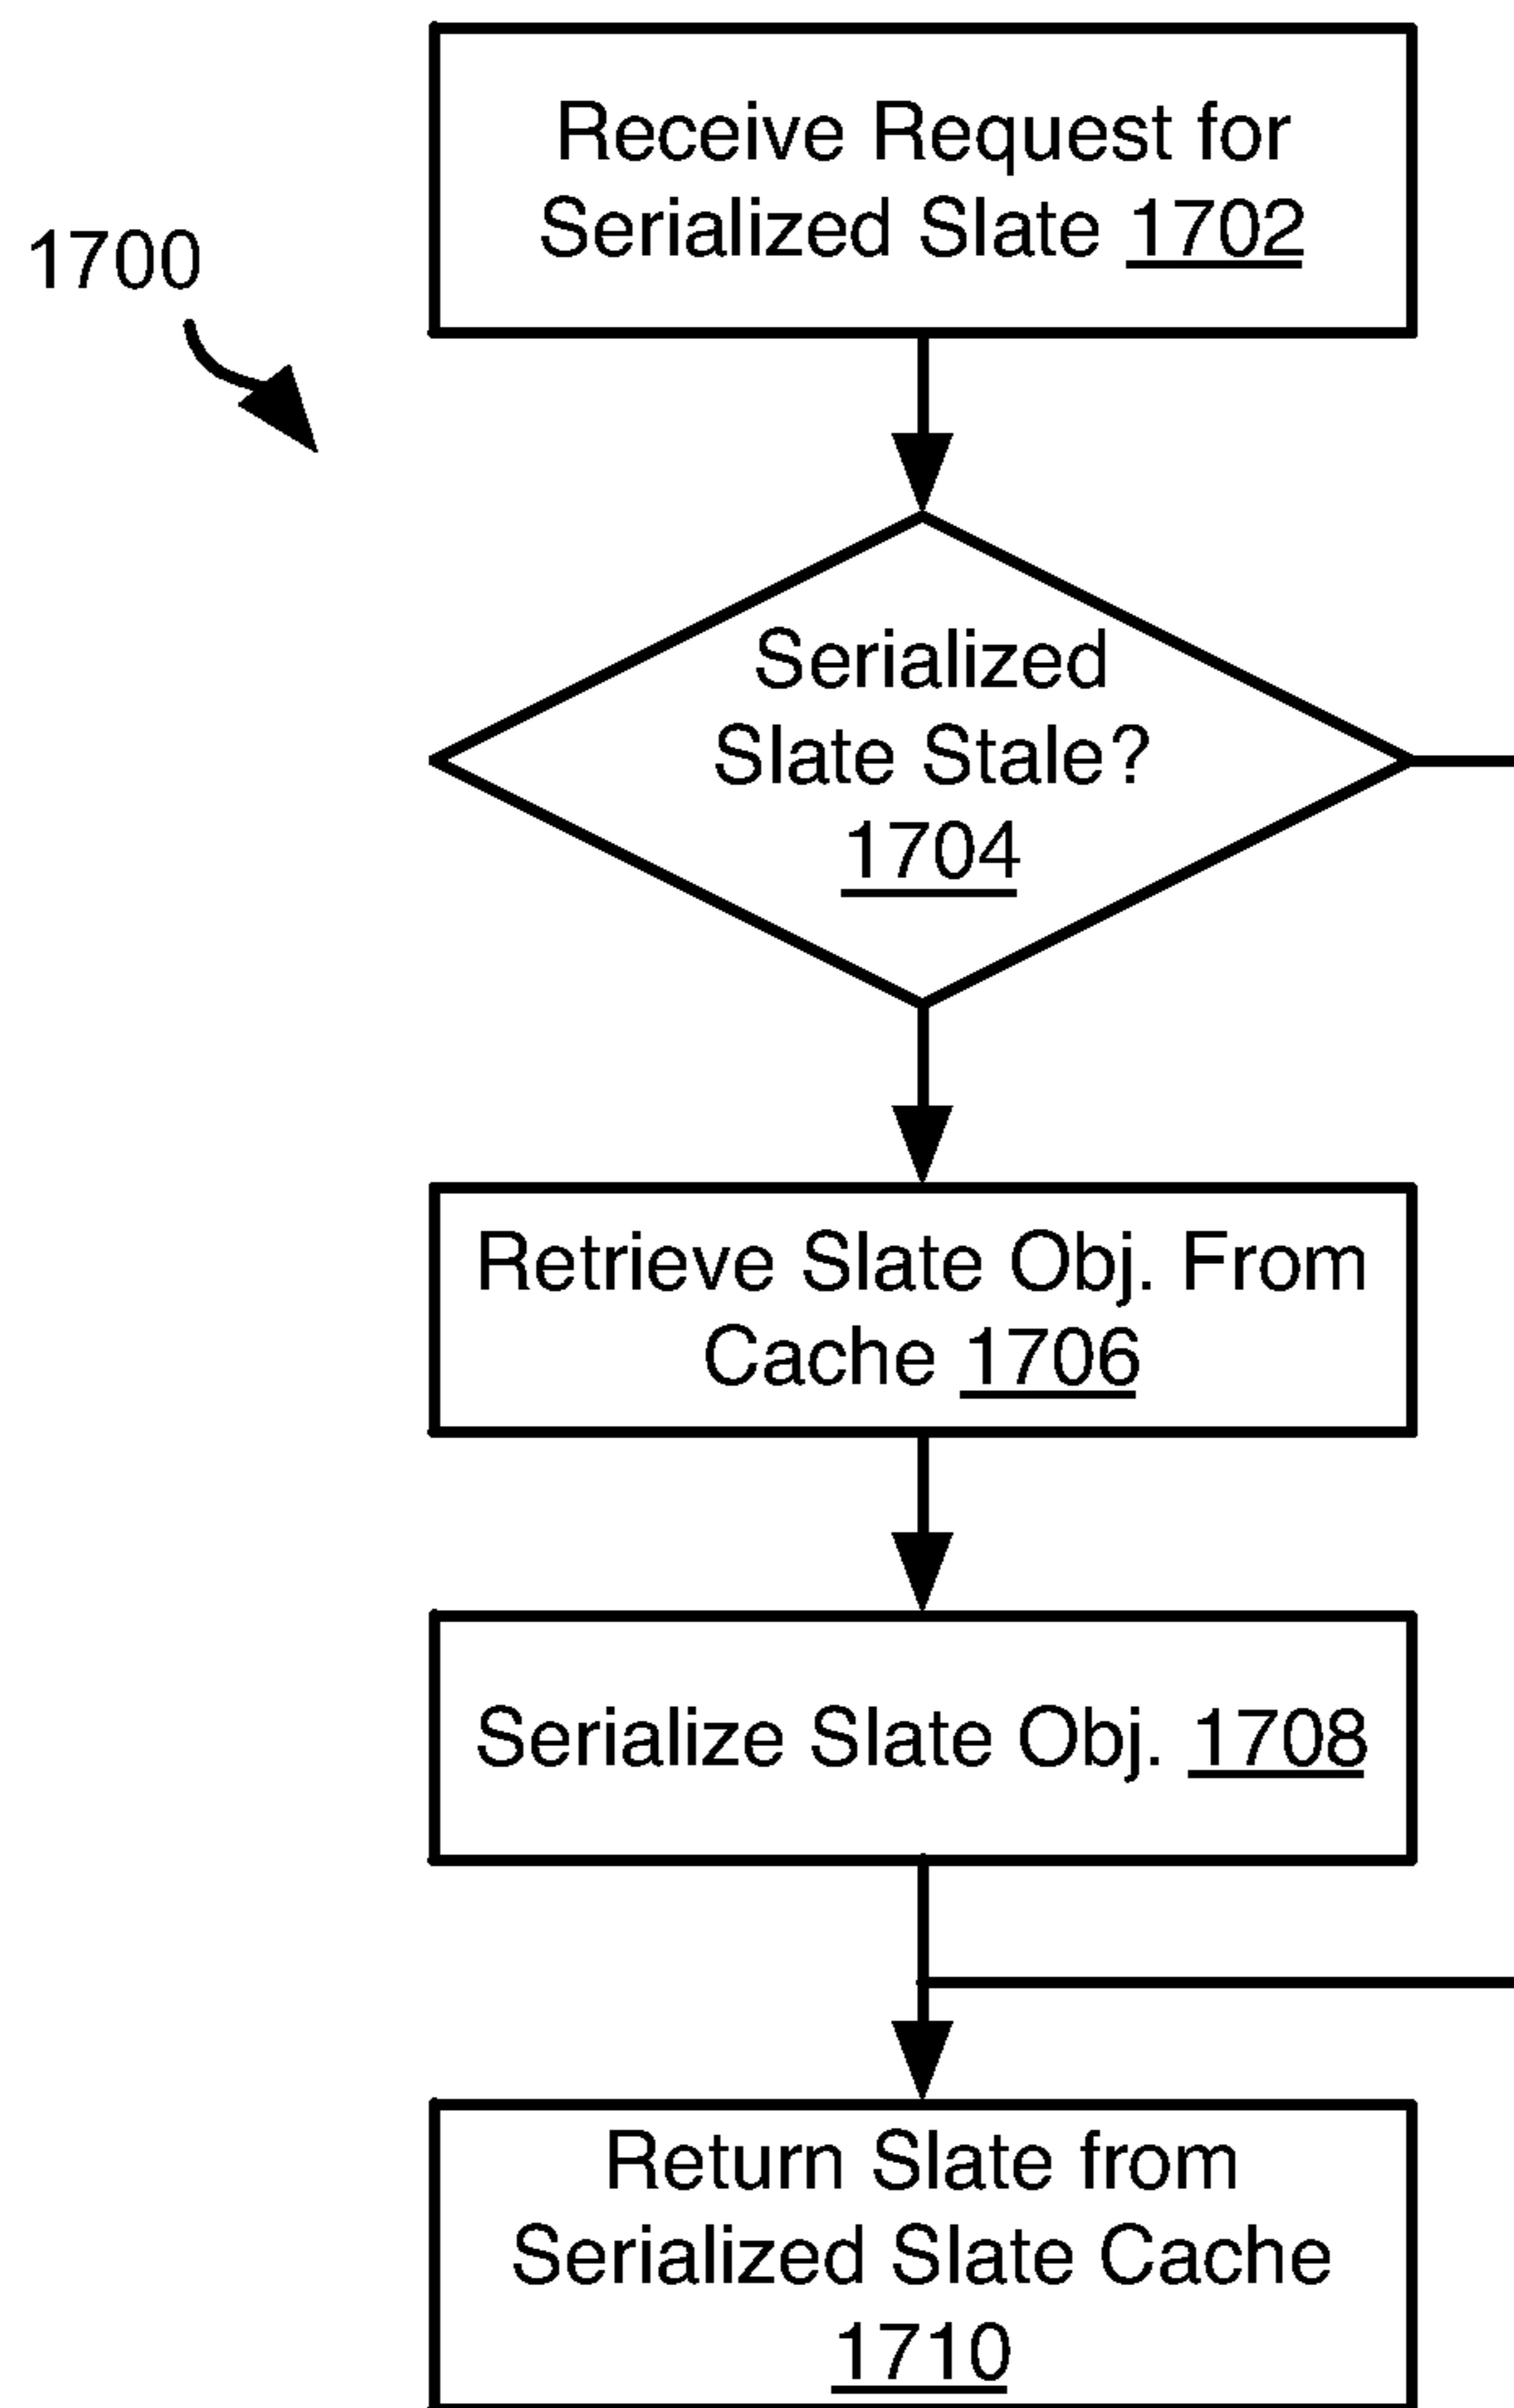 Receive Request for
Serialized Slate 1702
1700
Serialized
Slate Stale?
1704
Retrieve Slate Obj. From
Cache 1706
Serialize Slate Obj. 1708
Return Slate from
Serialized Slate Cache
1710